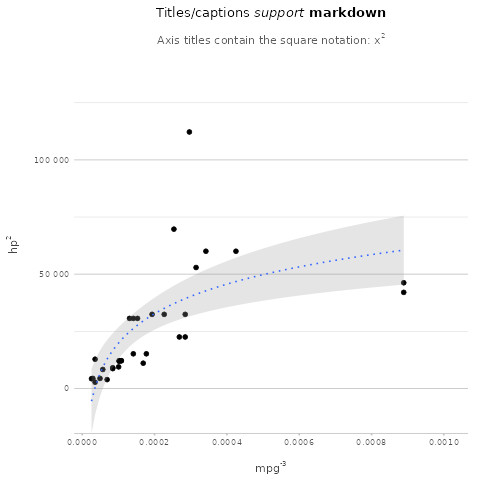 Titles/captions support markdown
Axis titles contain the square notation: x²
hp²
100 000
50 000
0
0.0000 0.0002 0.0004 0.0006 0.0008 0.0010
mpg⁻³